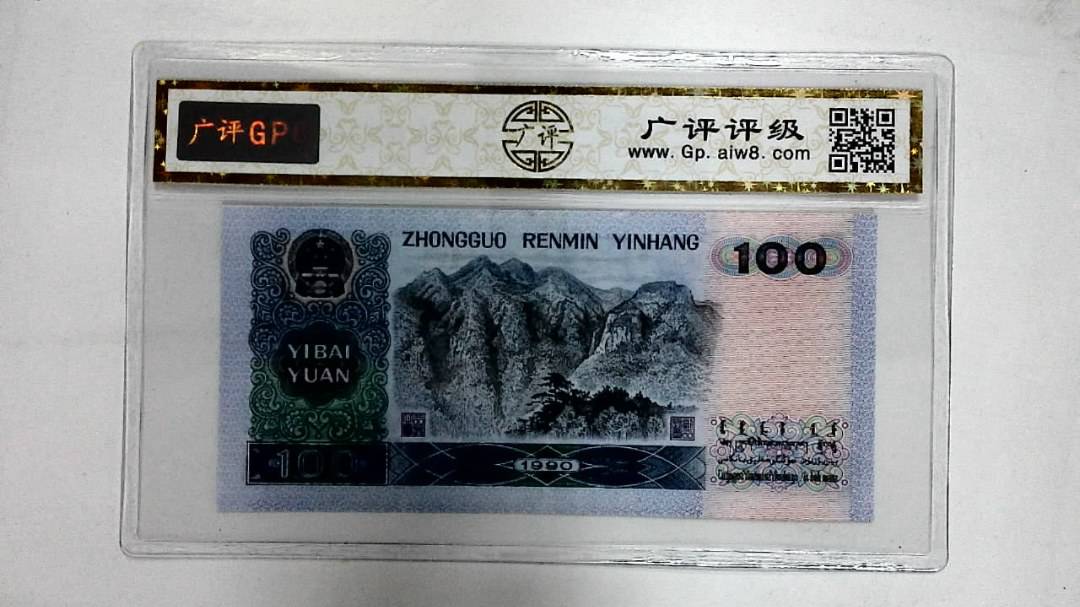 广评GP
广评
广评评级
www. Gp. aiw8. com
ZHONGGUO RENMIN YINHANG
100
YIBAI
YUAN
100
1990